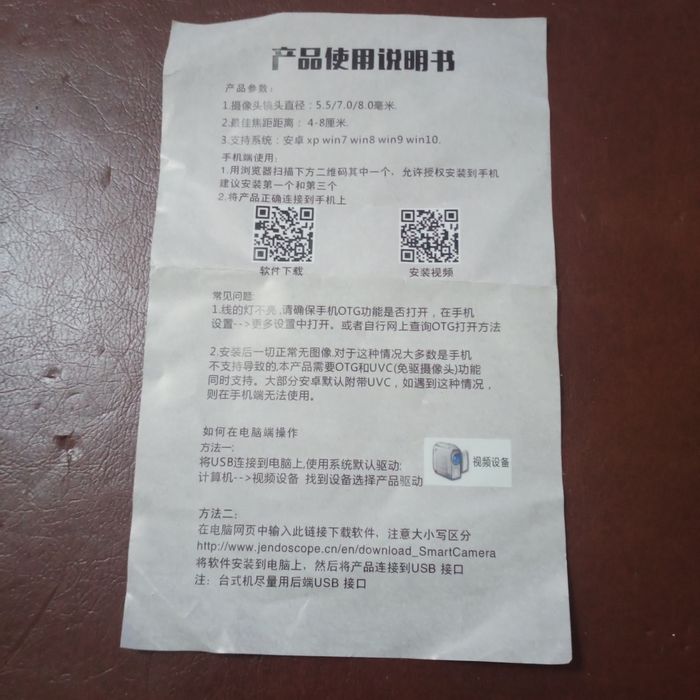 产品使用说明书
产品参数：
1.摄像头镜头直径：5.5/7.0/8.0毫米.
2.最佳焦距距离： 4-8厘米.
3.支持系统：安卓 xp win7 win8 win9 win10.
手机端使用：
1.用浏览器扫描下方二维码其中一个，允许授权安装到手机
建议安装第一个和第三个
2.将产品正确连接到手机上
软件下载
安装视频
常见问题:
1.线的灯不亮,请确保手机OTG功能是否打开，在手机
设置-->更多设置中打开。或者自行网上查询OTG打开方法
2.安装后一切正常无图像.对于这种情况大多数是手机
不支持导致的,本产品需要OTG和UVC(免驱摄像头)功能
同时支持。大部分安卓默认附带UVC，如遇到这种情况，
则在手机端无法使用。
如何在电脑端操作
方法一:
将USB连接到电脑上,使用系统默认驱动:
计算机-->视频设备 找到设备选择产品驱动
视频设备
方法二：
在电脑网页中输入此链接下载软件，注意大小写区分
http://www.jendoscope.cn/en/download_SmartCamera
将软件安装到电脑上，然后将产品连接到USB 接口
注：台式机尽量用后端USB 接口